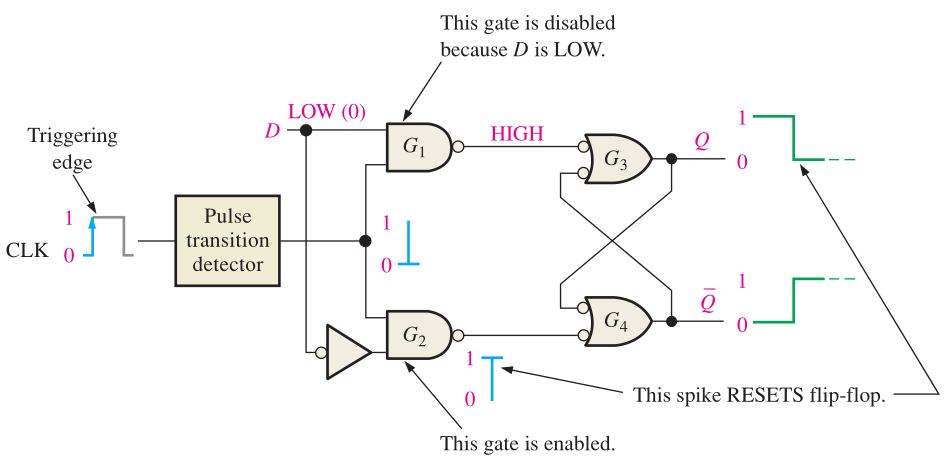 This gate is disabled
because D is LOW.
LOW (0)
D
Triggering
edge
G1
HIGH
G3
Q
1
0
1
CLK 0
Pulse
transition
detector
1
0
G2
G4
Q̄
1
0
1
0
This spike RESETS flip-flop.
This gate is enabled.